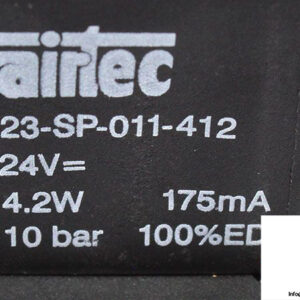 airtec
23-SP-011-412
24V=
4.2W 175mA
10 bar 100%ED